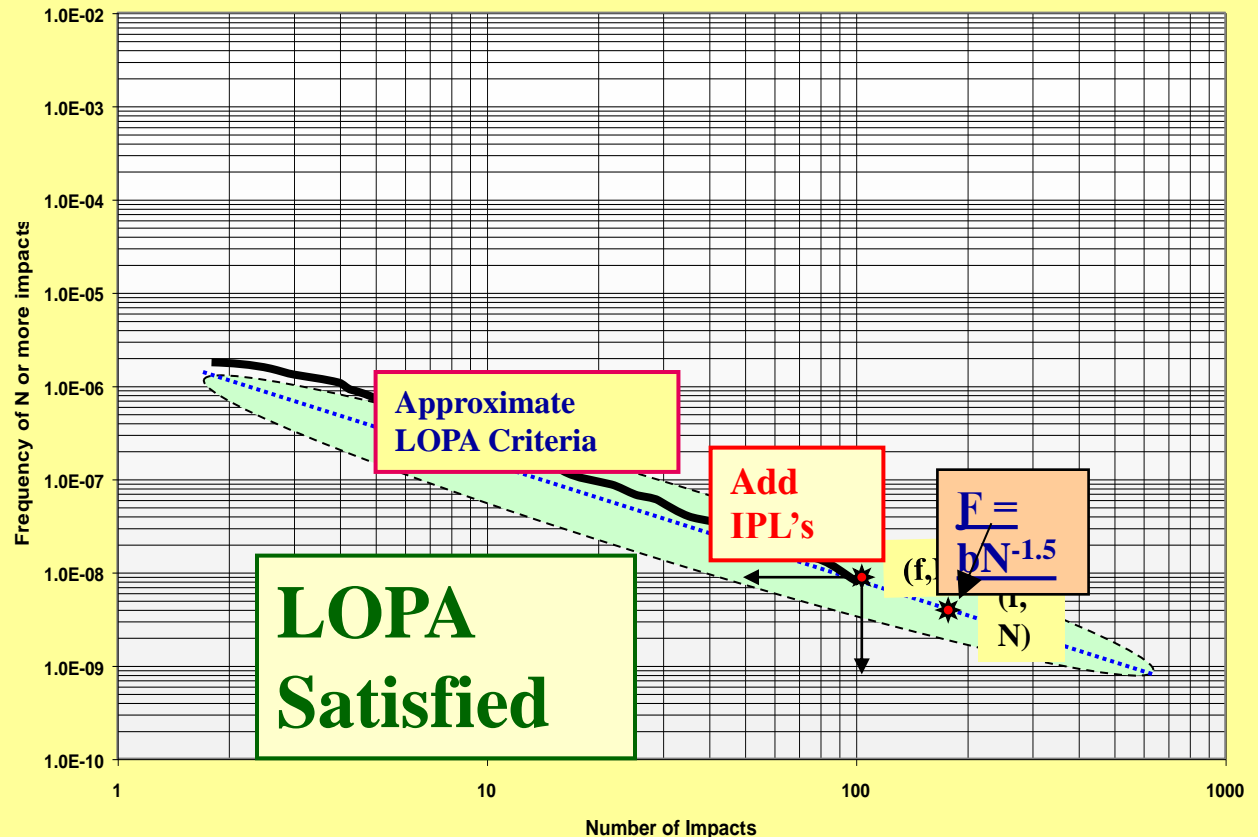 1.0E-02
1.0E-03
1.0E-04
1.0E-05
1.0E-06
1.0E-07
1.0E-08
1.0E-09
1.0E-10
Frequency of N or more impacts
Approximate
LOPA Criteria
Add
IPL's
F =
bN-1.5
(f,
N)
LOPA
Satisfied
1
10
100
1000
Number of Impacts